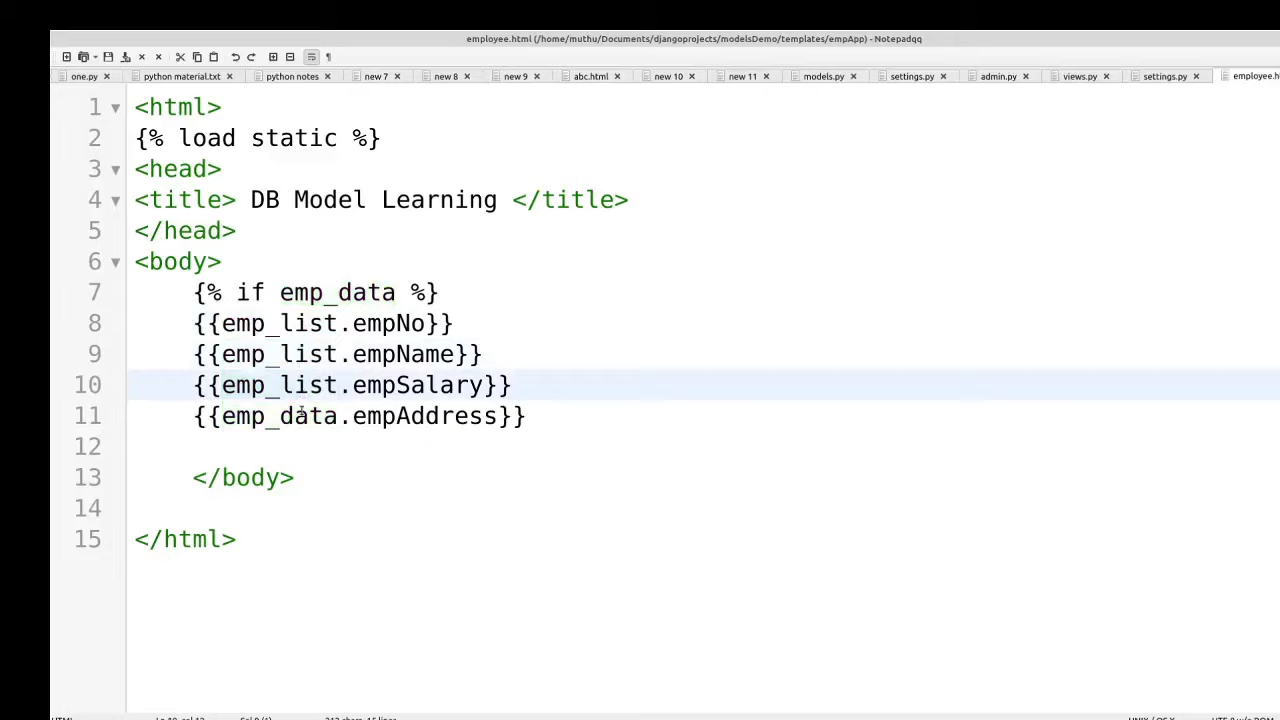 employee.html (/home/muthu/Documents/djangoprojects/modelsDemo/templates/empApp) - Notepadqq
one.py python material.txt python notes new 7 new 8 new 9 abc.html new 10 new 11 models.py settings.py admin.py views.py settings.py employee.h
1 <html>
2 {% load static %}
3 <head>
4 <title> DB Model Learning </title>
5 </head>
6 <body>
7 {% if emp_data %}
8 {{emp_list.empNo}}
9 {{emp_list.empName}}
10 {{emp_list.empSalary}}
11 {{emp_data.empAddress}}
12
13 </body>
14
15 </html>